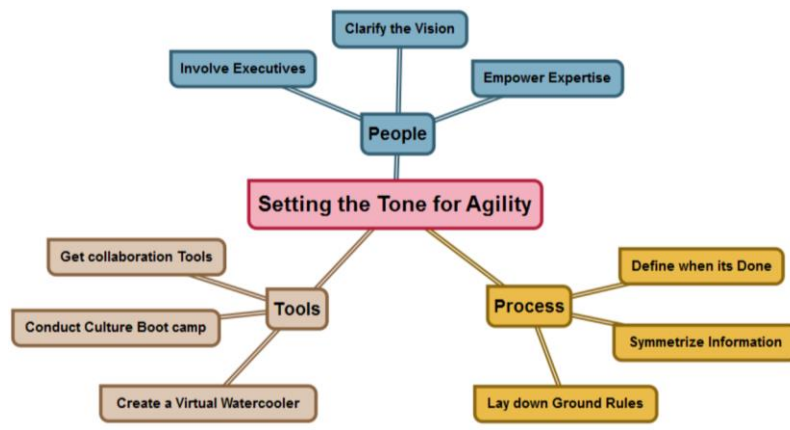 Clarify the Vision
Involve Executives
Empower Expertise
People
Setting the Tone for Agility
Get collaboration Tools
Define when its Done
Tools
Process
Conduct Culture Boot camp
Symmetrize Information
Create a Virtual Watercooler
Lay down Ground Rules